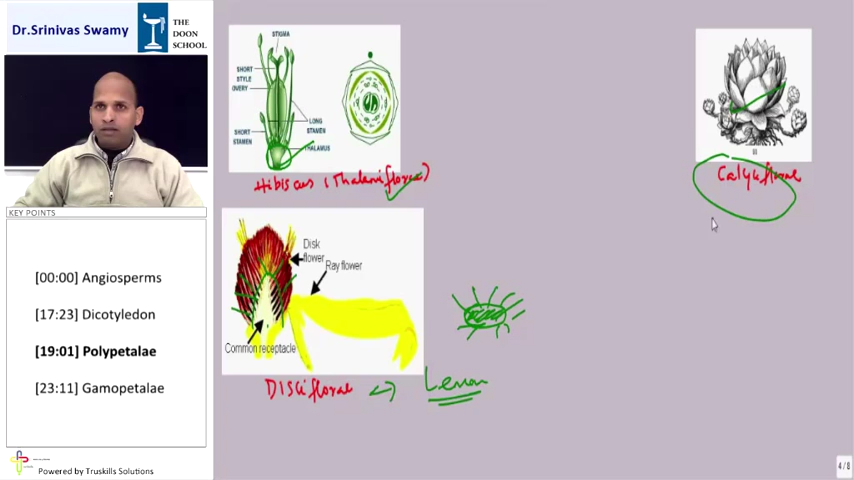 Dr.Srinivas Swamy
THE
DOON
SCHOOL
KEY POINTS
[00:00] Angiosperms
[17:23] Dicotyledon
[19:01] Polypetalae
[23:11] Gamopetalae
Powered by Truskills Solutions
STIGMA
SHORT
STYLE
OVERY
LONG
STAMEN
SHORT
STAMEN
THALAMUS
Hibiscus (Thalamiflorae)
Disk
flower
Ray flower
Common receptacle
Disciflorae
Lemon
Calyciflorae
4/8